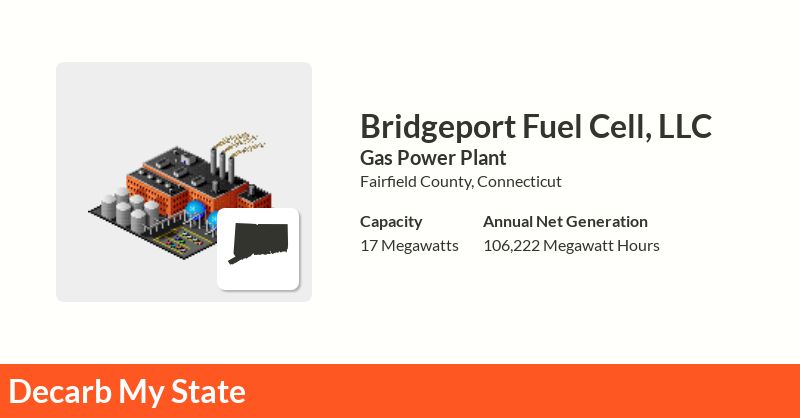 Bridgeport Fuel Cell, LLC
Gas Power Plant
Fairfield County, Connecticut
Capacity
17 Megawatts
Annual Net Generation
106,222 Megawatt Hours
Decarb My State